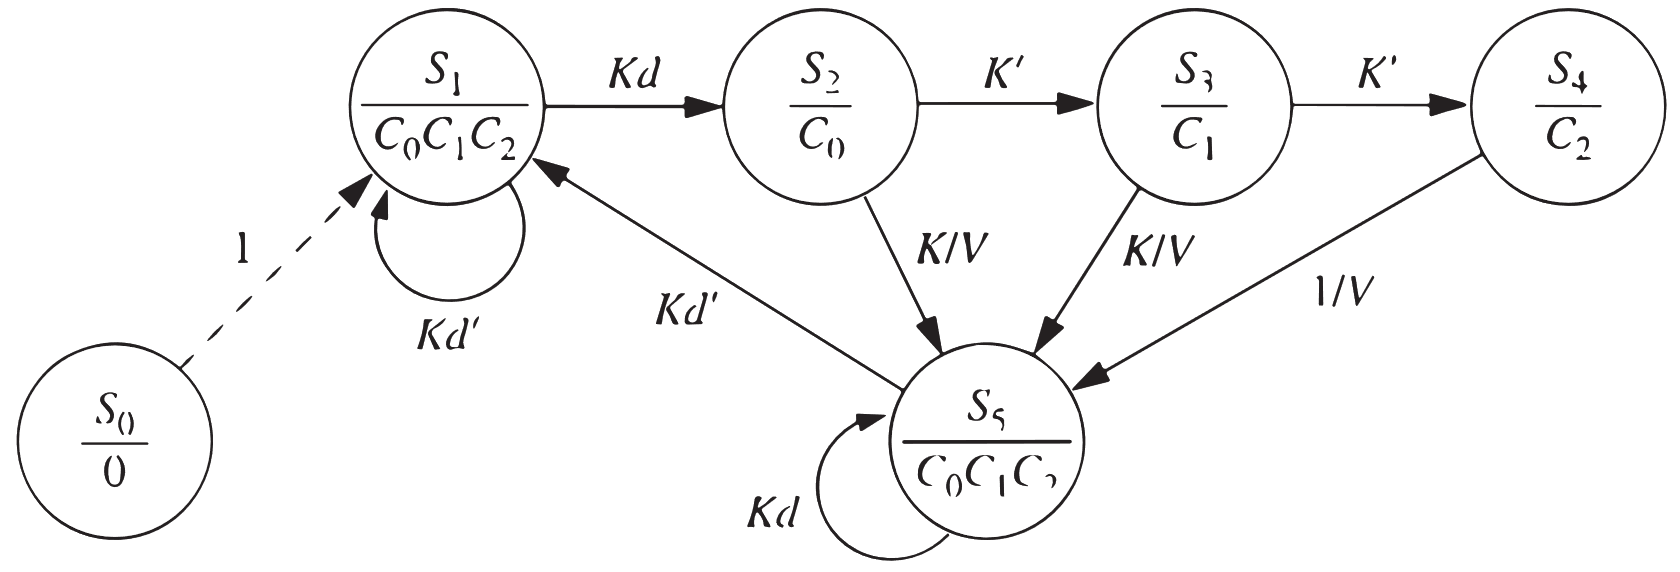 S₁
C₀C₁C₂
Kd
S₂
C₀
K'
S₃
C₁
K'
S₄
C₂
1
Kd'
Kd'
K/V
K/V
1/V
S₀
0
S₅
C₀C₁C₂
Kd